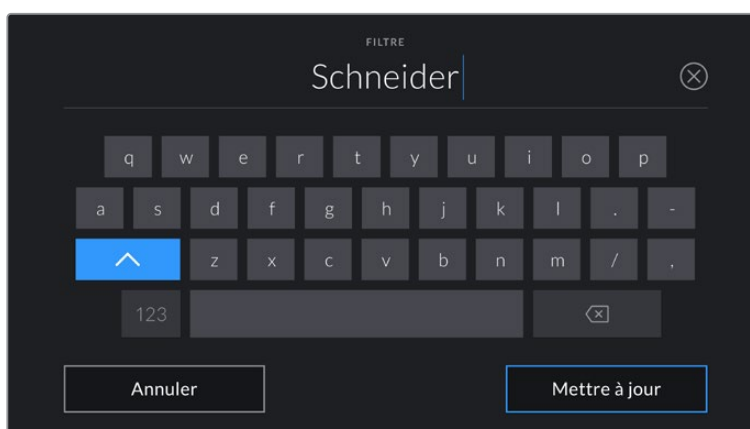 FILTRE
Schneider
q w e r t y u i o p
a s d f g h j k l . -
z x c v b n m / ,
123
Annuler Mettre à jour